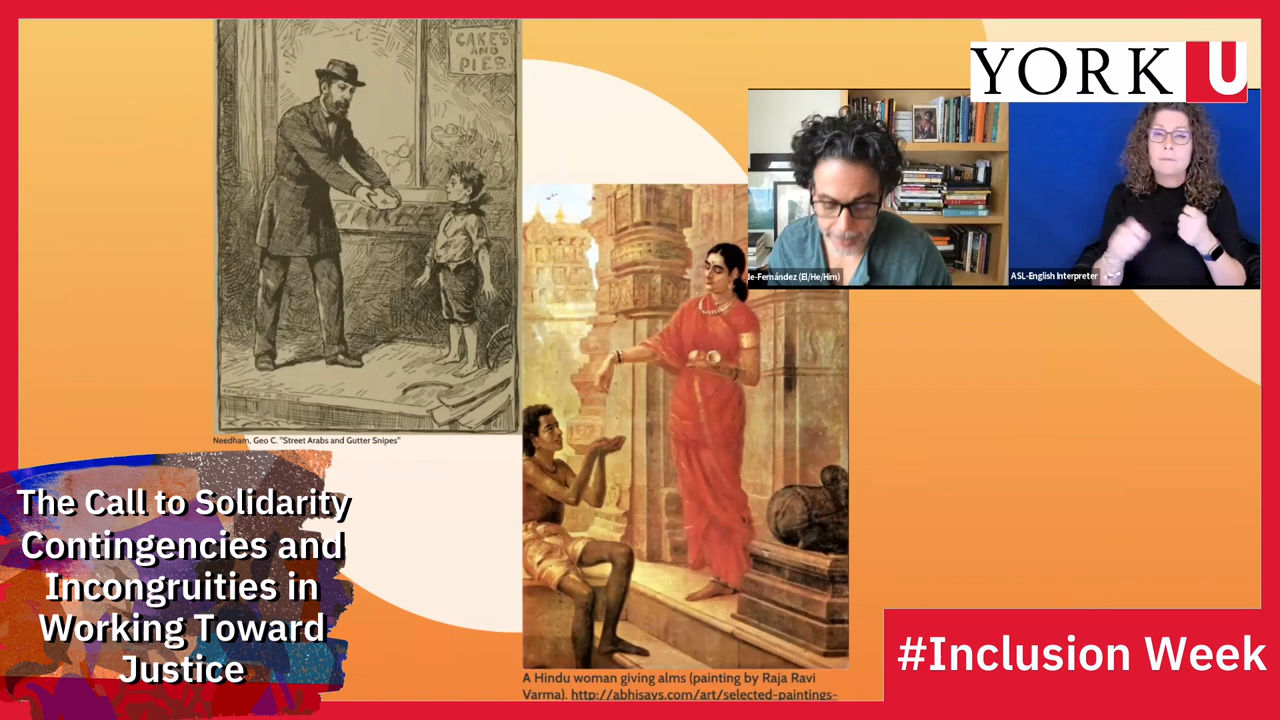 CAKES
AND
PIES
YORK U
le-Fernández (El/He/Him)
ASL-English Interpreter
Needham, Geo C. "Street Arabs and Gutter Snipes"
The Call to Solidarity
Contingencies and
Incongruities in
Working Toward
Justice
A Hindu woman giving alms (painting by Raja Ravi
Varma). http://abhisays.com/art/selected-paintings-
#Inclusion Week